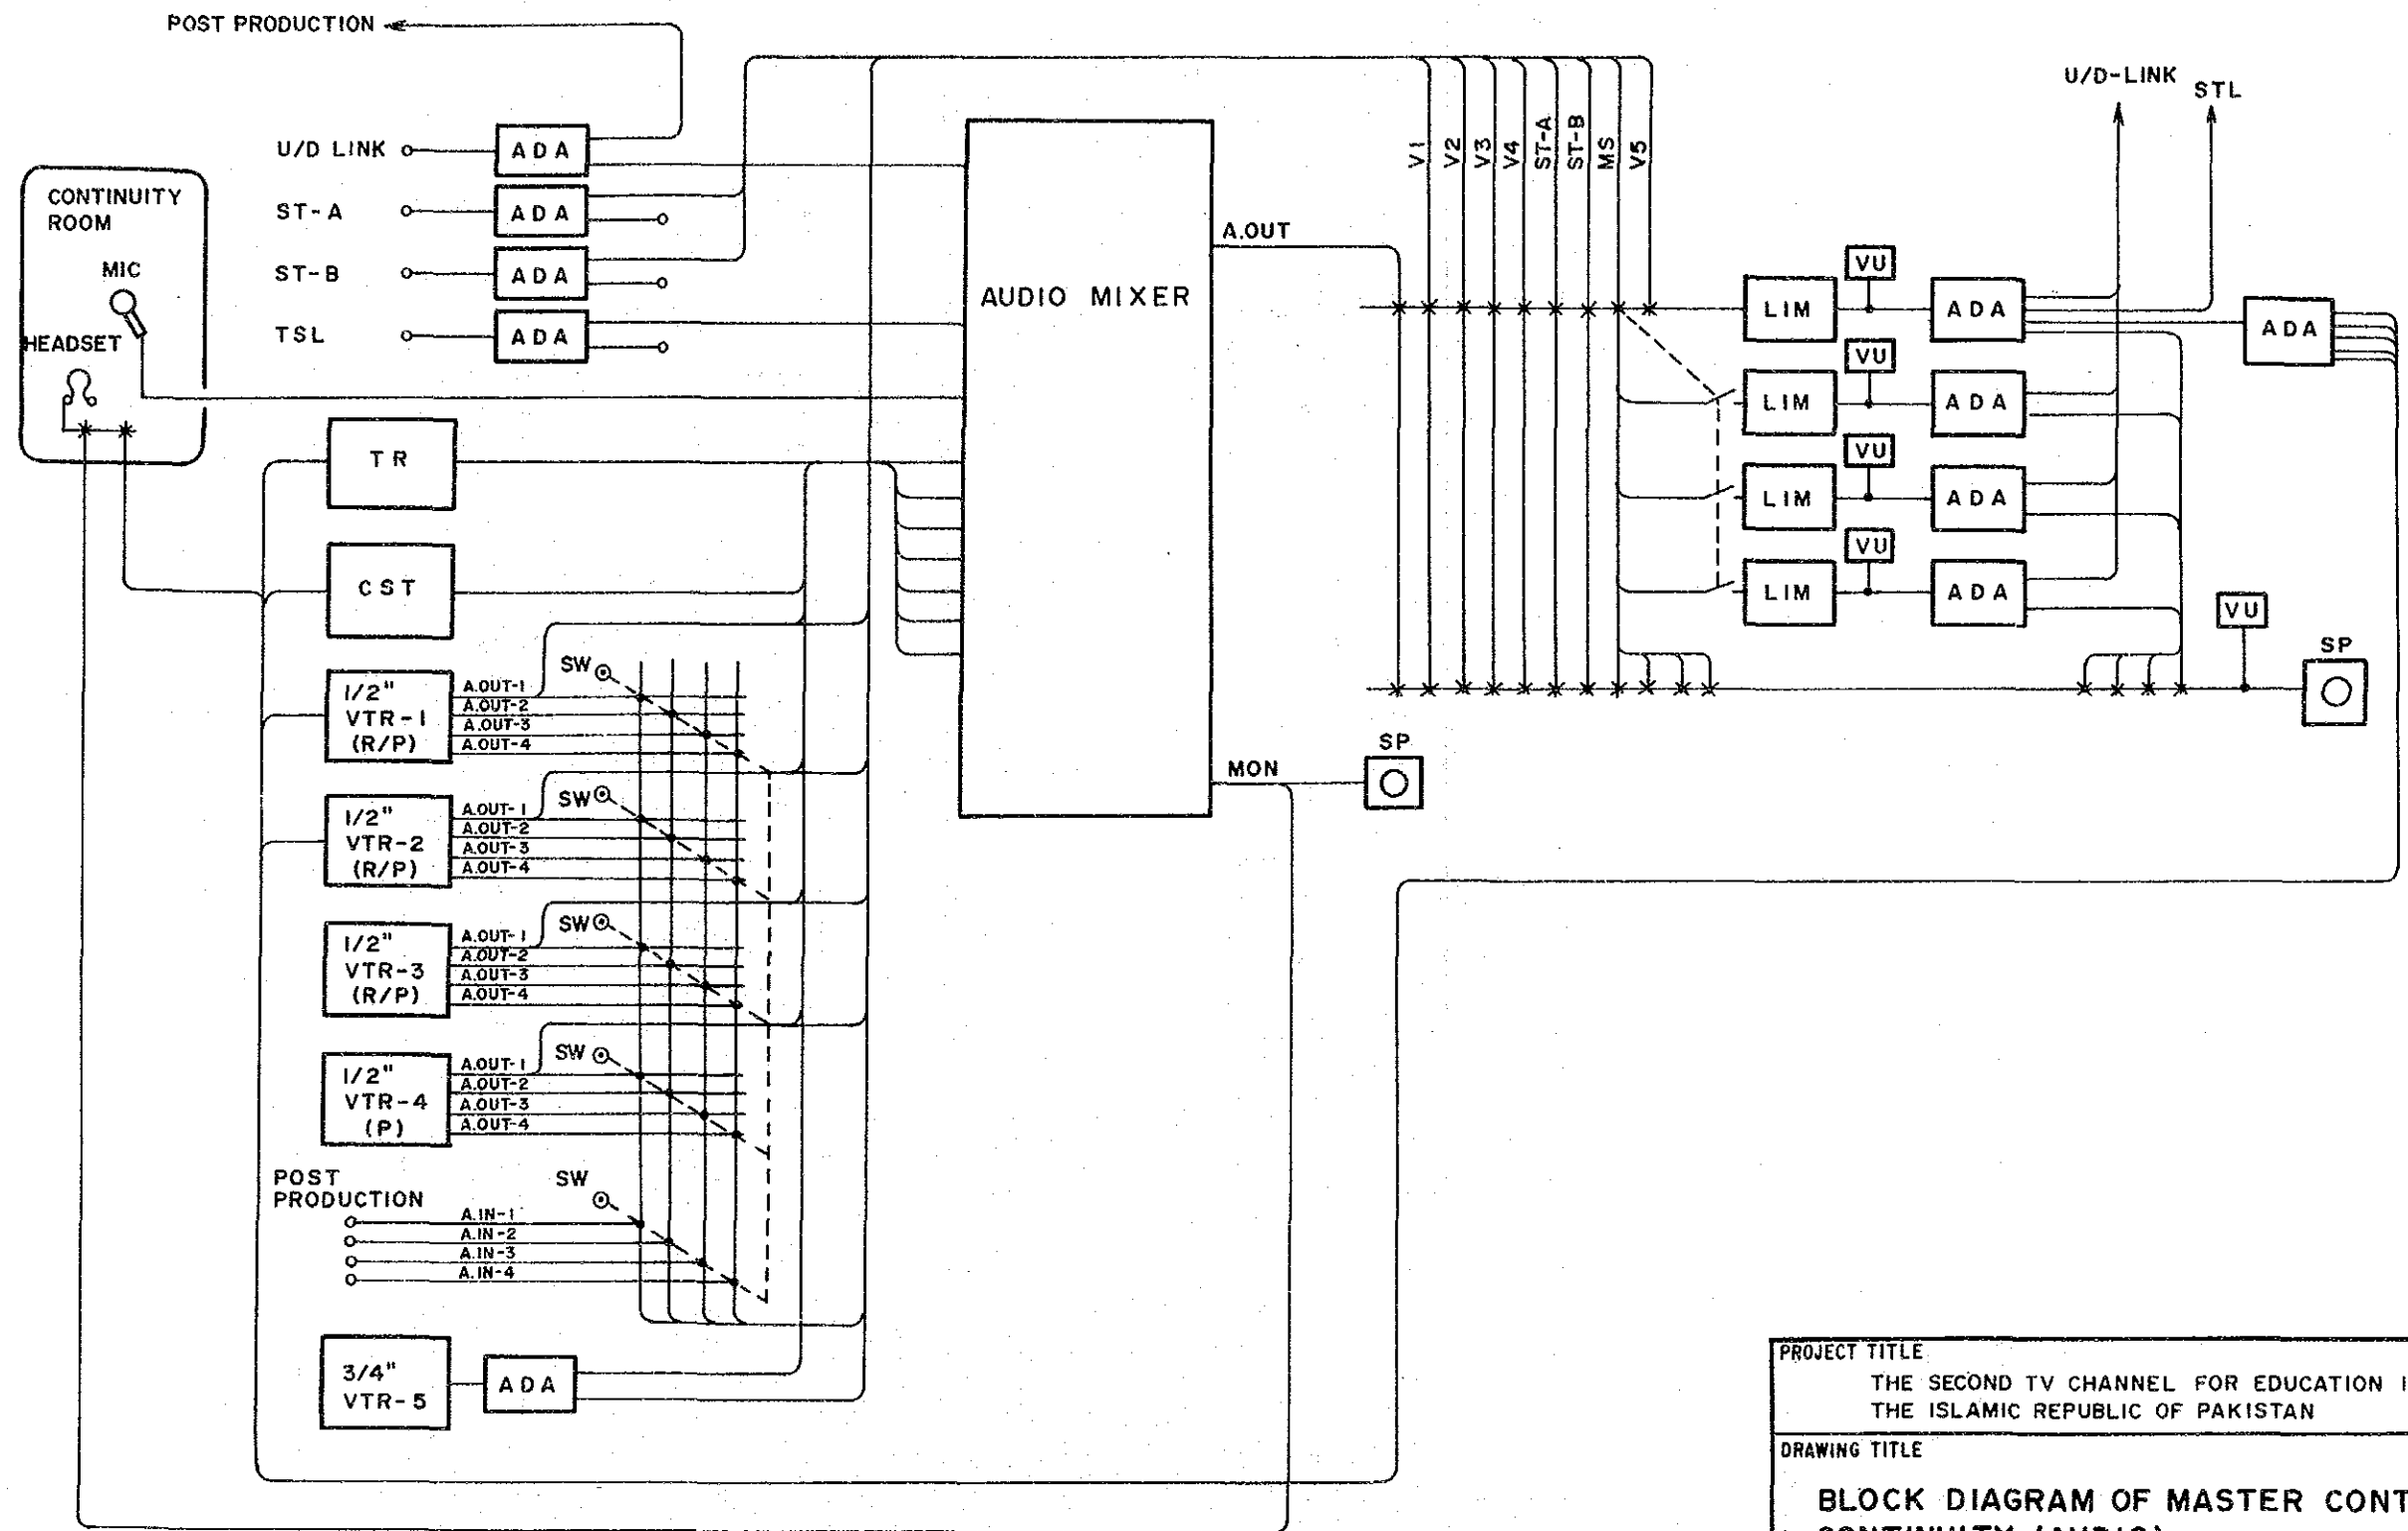 POST PRODUCTION
U/D LINK
ADA
ST-A
ADA
ST-B
ADA
TSL
ADA
CONTINUITY
ROOM
MIC
HEADSET
TR
CST
1/2"
VTR-1
(R/P)
A.OUT-1
A.OUT-2
A.OUT-3
A.OUT-4
SW
1/2"
VTR-2
(R/P)
A.OUT-1
A.OUT-2
A.OUT-3
A.OUT-4
SW
1/2"
VTR-3
(R/P)
A.OUT-1
A.OUT-2
A.OUT-3
A.OUT-4
SW
1/2"
VTR-4
(P)
A.OUT-1
A.OUT-2
A.OUT-3
A.OUT-4
SW
POST
PRODUCTION
A.IN-1
A.IN-2
A.IN-3
A.IN-4
SW
3/4"
VTR-5
ADA
AUDIO MIXER
A.OUT
MON
SP
V1
V2
V3
V4
ST-A
ST-B
MS
V5
U/D-LINK
STL
LIM
VU
ADA
ADA
LIM
VU
ADA
LIM
VU
ADA
LIM
VU
ADA
VU
SP
PROJECT TITLE
THE SECOND TV CHANNEL FOR EDUCATION
THE ISLAMIC REPUBLIC OF PAKISTAN
DRAWING TITLE
BLOCK DIAGRAM OF MASTER CONT
CONTINUITY (AUDIO)